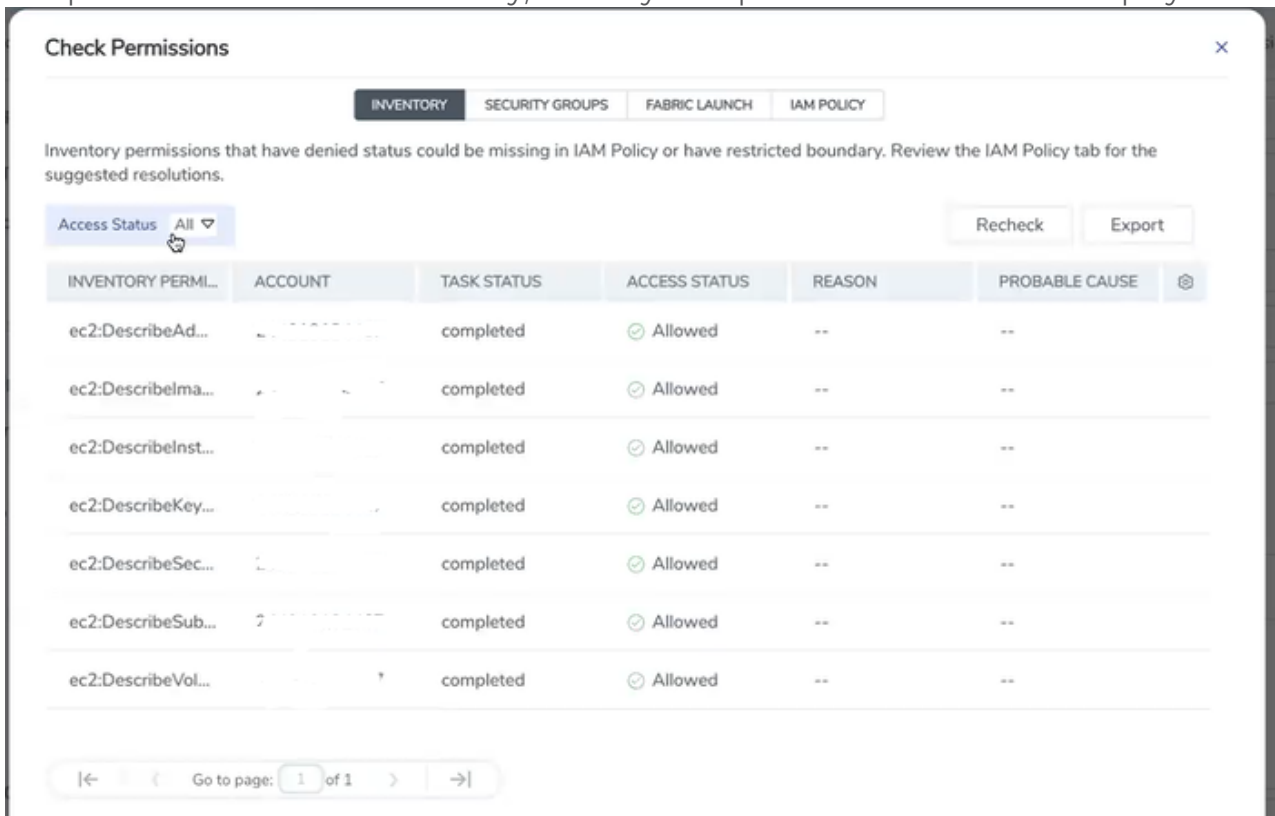 Check Permissions
INVENTORY SECURITY GROUPS FABRIC LAUNCH IAM POLICY
Inventory permissions that have denied status could be missing in IAM Policy or have restricted boundary. Review the IAM Policy tab for the
suggested resolutions.
Access Status All Recheck Export
INVENTORY PERMI... ACCOUNT TASK STATUS ACCESS STATUS REASON PROBABLE CAUSE
ec2:DescribeAd... completed Allowed -- --
ec2:DescribeIma... completed Allowed -- --
ec2:DescribeInst... completed Allowed -- --
ec2:DescribeKey... completed Allowed -- --
ec2:DescribeSec... completed Allowed -- --
ec2:DescribeSub... completed Allowed -- --
ec2:DescribeVol... completed Allowed -- --
Go to page: 1 of 1